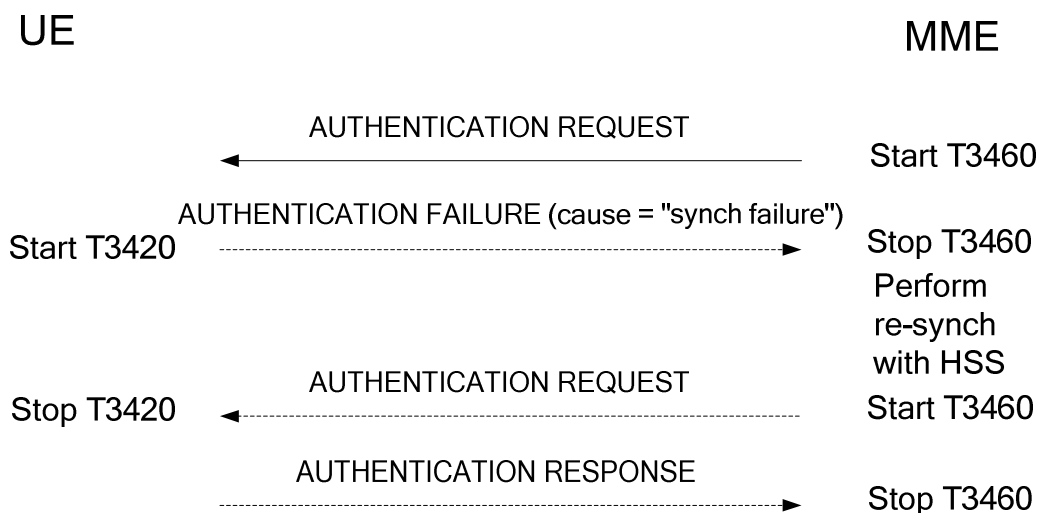 UE
MME
AUTHENTICATION REQUEST
Start T3460
AUTHENTICATION FAILURE (cause = "synch failure")
Start T3420
Stop T3460
Perform
re-synch
with HSS
AUTHENTICATION REQUEST
Stop T3420
Start T3460
AUTHENTICATION RESPONSE
Stop T3460